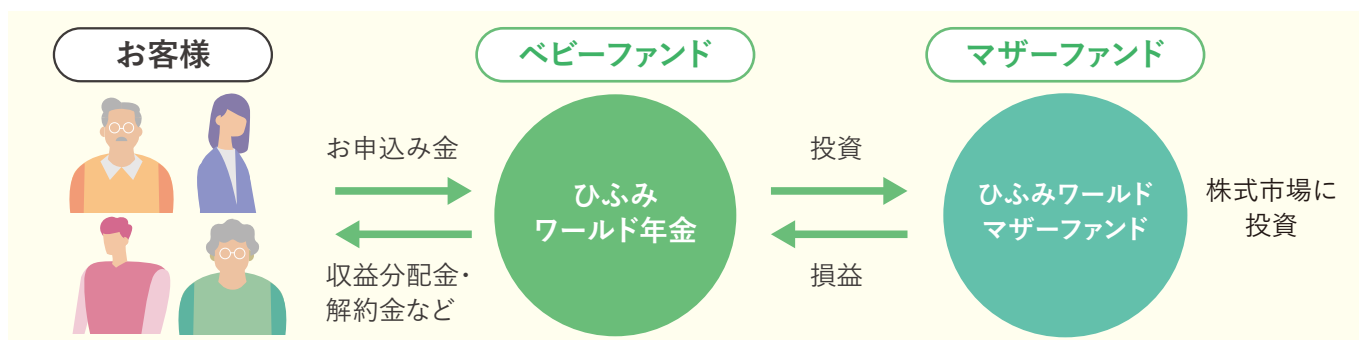 お客様
ベビーファンド
マザーファンド
お申込み金
収益分配金・
解約金など
ひふみ
ワールド年金
投資
損益
ひふみワールド
マザーファンド
株式市場に
投資